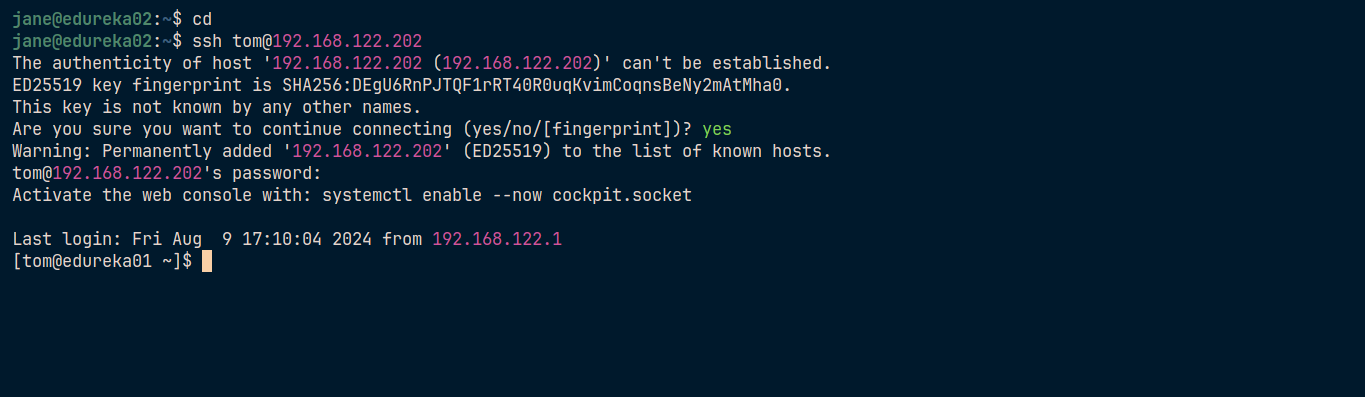 jane@edureka02:~$ cd
jane@edureka02:~$ ssh tom@192.168.122.202
The authenticity of host '192.168.122.202 (192.168.122.202)' can't be established.
ED25519 key fingerprint is SHA256:DEgU6RnPJTQF1rRT40R0uqKvimCoqnsBeNy2mAtMha0.
This key is not known by any other names.
Are you sure you want to continue connecting (yes/no/[fingerprint])? yes
Warning: Permanently added '192.168.122.202' (ED25519) to the list of known hosts.
tom@192.168.122.202's password:
Activate the web console with: systemctl enable --now cockpit.socket

Last login: Fri Aug  9 17:10:04 2024 from 192.168.122.1
[tom@edureka01 ~]$